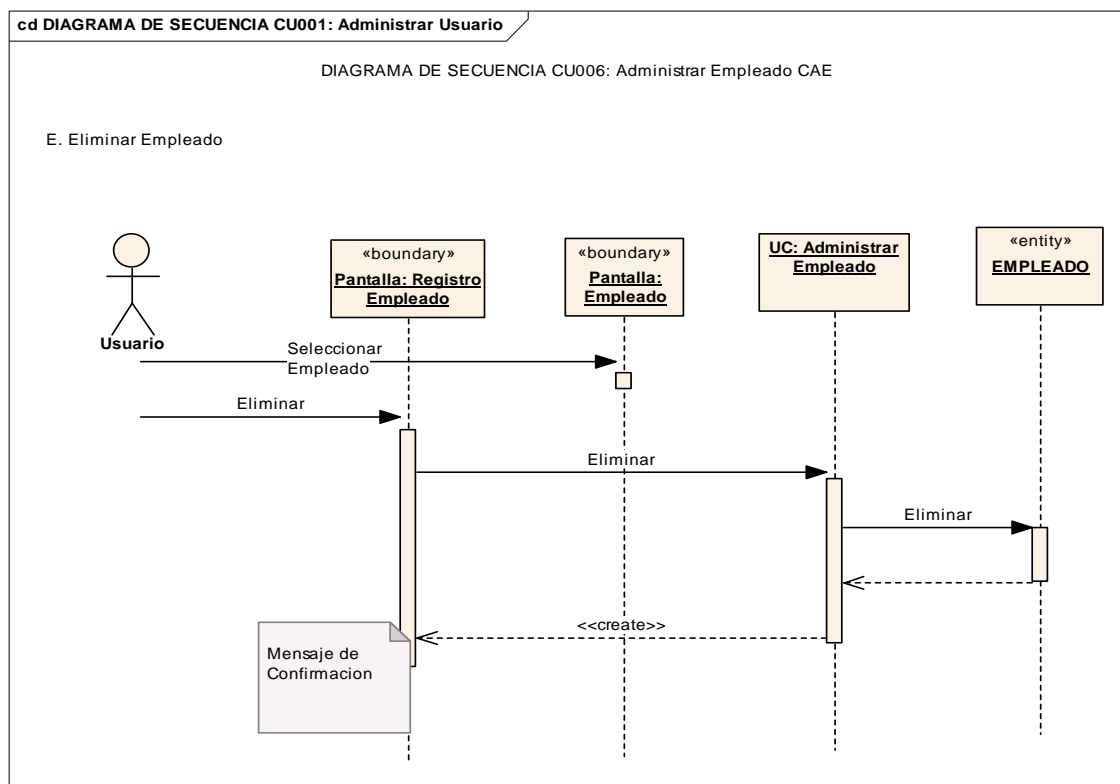 cd DIAGRAMA DE SECUENCIA CU001: Administrar Usuario
DIAGRAMA DE SECUENCIA CU006: Administrar Empleado CAE
E. Eliminar Empleado
Usuario
«boundary»
Pantalla: Registro
Empleado
«boundary»
Pantalla:
Empleado
UC: Administrar
Empleado
«entity»
EMPLEADO
Seleccionar
Empleado
Eliminar
Eliminar
Eliminar
<<create>>
Mensaje de
Confirmacion